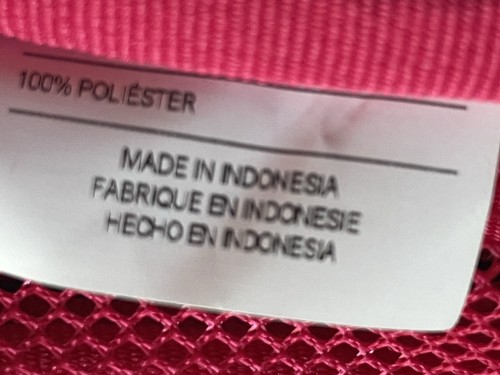 100% POLIÉSTER
MADE IN INDONESIA
FABRIQUE EN INDONESIE
HECHO EN INDONESIA